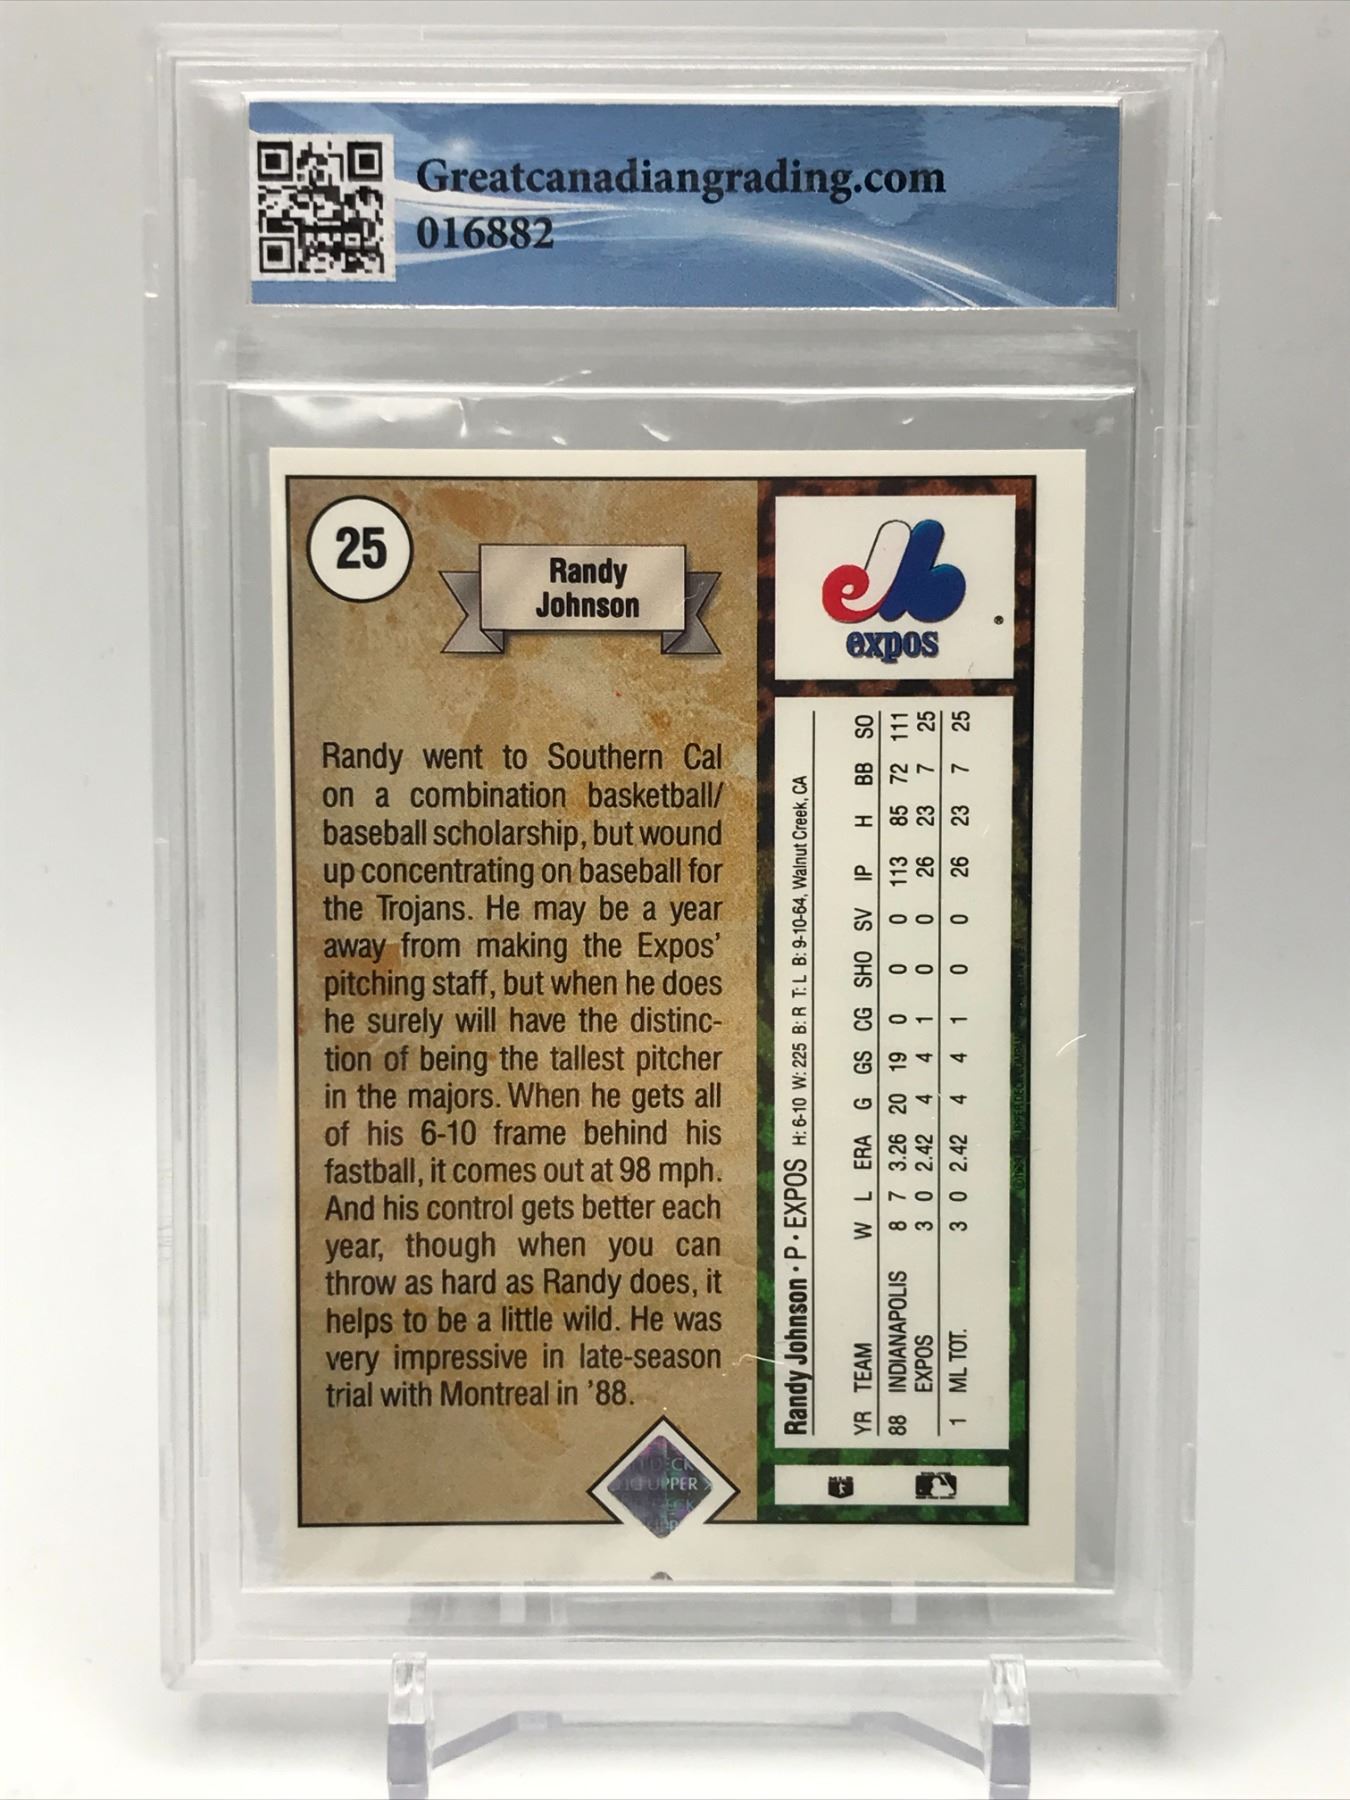 Greatcanadiangrading.com
016882
25
Randy
Johnson
Randy went to Southern Cal
on a combination basketball/
baseball scholarship, but wound
up concentrating on baseball for
the Trojans. He may be a year
away from making the Expos'
pitching staff, but when he does
he surely will have the distinc-
tion of being the tallest pitcher
in the majors. When he gets all
of his 6-10 frame behind his
fastball, it comes out at 98 mph.
And his control gets better each
year, though when you can
throw as hard as Randy does, it
helps to be a little wild. He was
very impressive in late-season
trial with Montreal in '88.
DECK
UPPER
expos
®
Randy Johnson • P • EXPOS H: 6-10 W: 225 B: R T: L B: 9-10-64, Walnut Creek, CA
YR TEAM W L ERA G GS CG SHO SV IP H BB SO
88 INDIANAPOLIS 8 7 3.26 20 19 0 0 0 113 85 72 111
EXPOS 3 0 2.42 4 4 1 0 0 26 23 7 25
1 ML TOT. 3 0 2.42 4 4 1 0 0 26 23 7 25